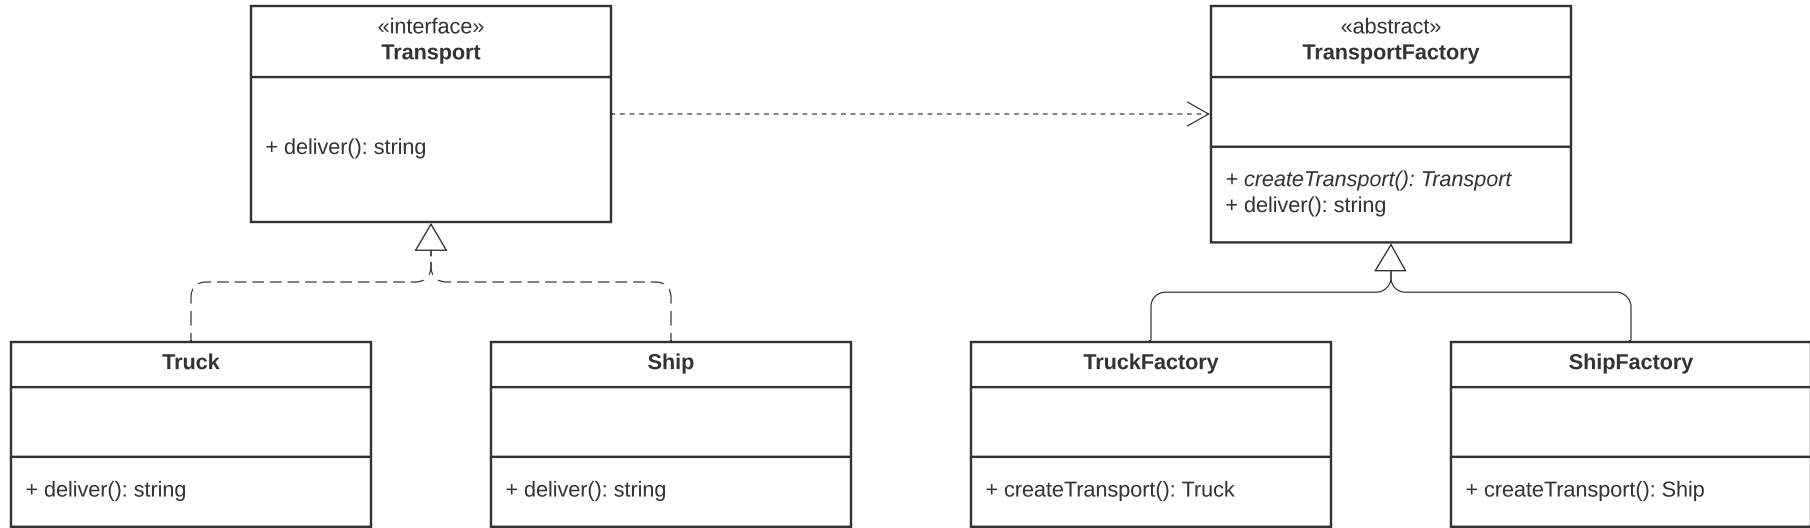 «interface»
Transport
+ deliver(): string
«abstract»
TransportFactory
+ createTransport(): Transport
+ deliver(): string
Truck
+ deliver(): string
Ship
+ deliver(): string
TruckFactory
+ createTransport(): Truck
ShipFactory
+ createTransport(): Ship